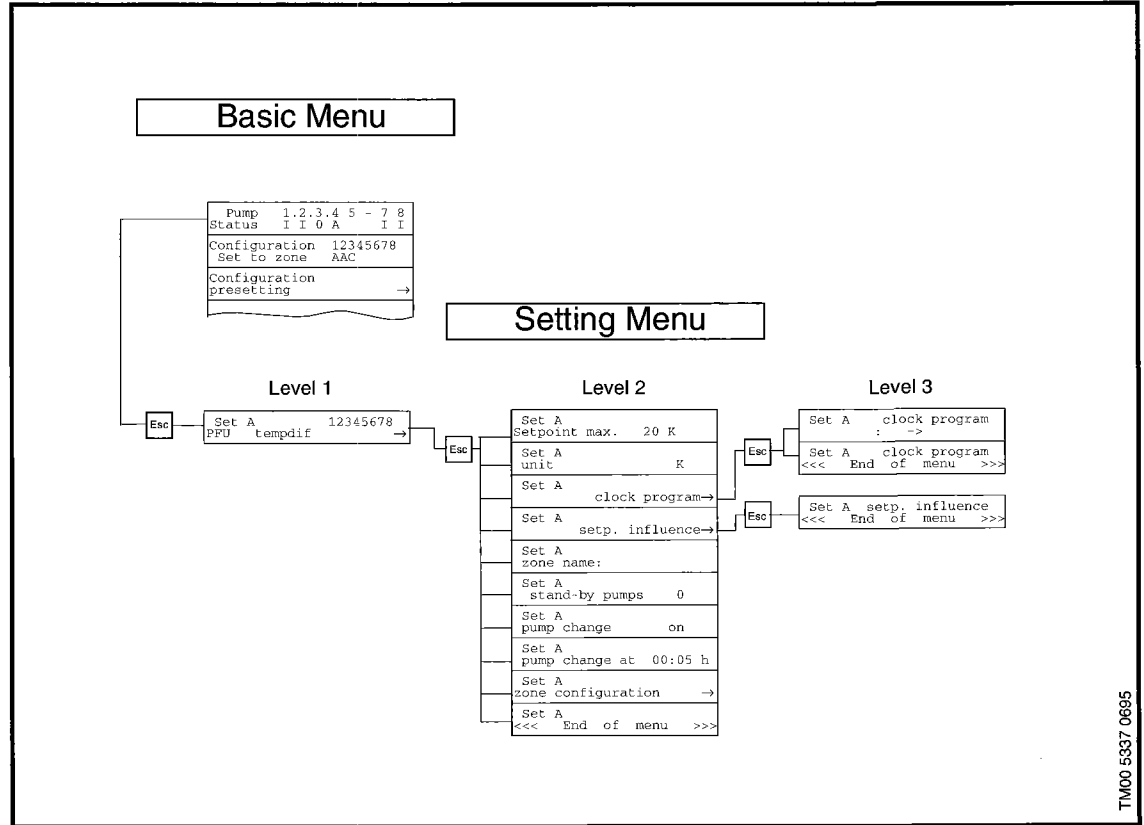 Basic Menu
Pump 1.2.3.4 5 - 7 8
Status I I 0 A I I
Configuration 12345678
Set to zone AAC
Configuration
presetting →
Setting Menu
Level 1
Level 2
Level 3
Esc
Set A 12345678
PFU tempdif →
Esc
Set A
Setpoint max. 20 K
Set A
unit K
Set A
clock program→
Set A
setp. influence→
Set A
zone name:
Set A
stand-by pumps 0
Set A
pump change on
Set A
pump change at 00:05 h
Set A
zone configuration →
Set A
<<< End of menu >>>
Esc
Set A clock program
: ->
Set A clock program
<<< End of menu >>>
Esc
Set A setp. influence
<<< End of menu >>>
TM00 5337 0695